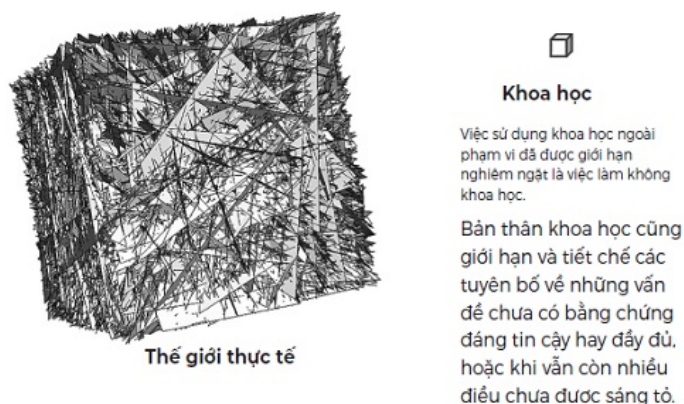 Thế giới thực tế
Khoa học
Việc sử dụng khoa học ngoài
phạm vi đã được giới hạn
nghiêm ngặt là việc làm không
khoa học.
Bản thân khoa học cũng
giới hạn và tiết chế các
tuyên bố về những vấn
đề chưa có bằng chứng
đáng tin cậy hay đầy đủ,
hoặc khi vẫn còn nhiều
điều chưa được sáng tỏ.